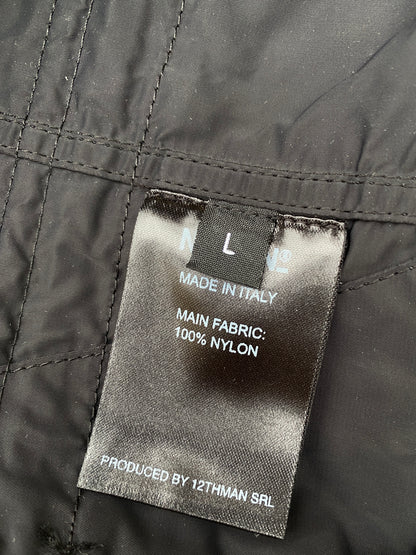 L
MADE IN ITALY
MAIN FABRIC:
100% NYLON
PRODUCED BY 12THMAN SRL